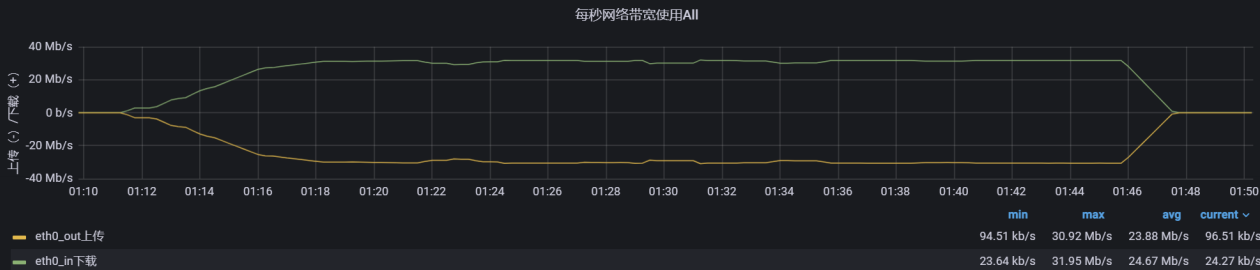 每秒网络带宽使用All
上传（-）/下载（+）
40 Mb/s
20 Mb/s
0 b/s
-20 Mb/s
-40 Mb/s
01:10 01:12 01:14 01:16 01:18 01:20 01:22 01:24 01:26 01:28 01:30 01:32 01:34 01:36 01:38 01:40 01:42 01:44 01:46 01:48 01:50
min max avg current
eth0_out上传 94.51 kb/s 30.92 Mb/s 23.88 Mb/s 96.51 kb/s
eth0_in下载 23.64 kb/s 31.95 Mb/s 24.67 Mb/s 24.27 kb/s